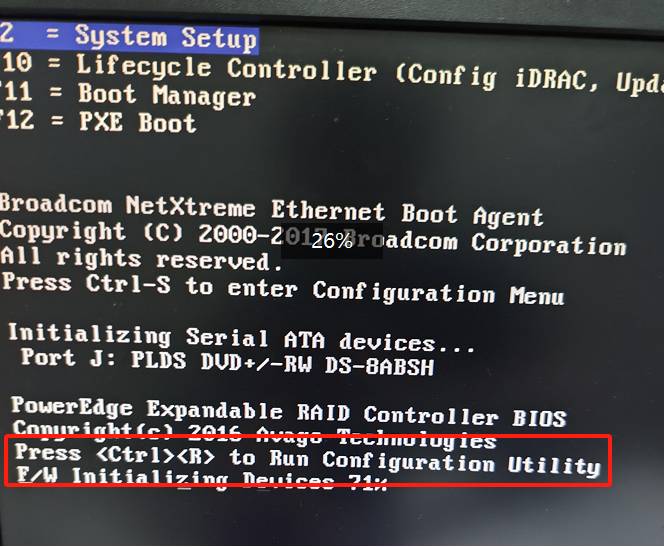 2 = System Setup
10 = Lifecycle Controller (Config iDRAC, Upda
F11 = Boot Manager
F12 = PXE Boot
Broadcom NetXtreme Ethernet Boot Agent
Copyright (C) 2000-2017 Broadcom Corporation
26%
All rights reserved.
Press Ctrl-S to enter Configuration Menu
Initializing Serial ATA devices...
Port J: PLDS DVD+/-RW DS-8ABSH
PowerEdge Expandable RAID Controller BIOS
Copyright(c) 2016 Avago Technologies
Press <Ctrl><R> to Run Configuration Utility
F/W Initializing Devices 71%